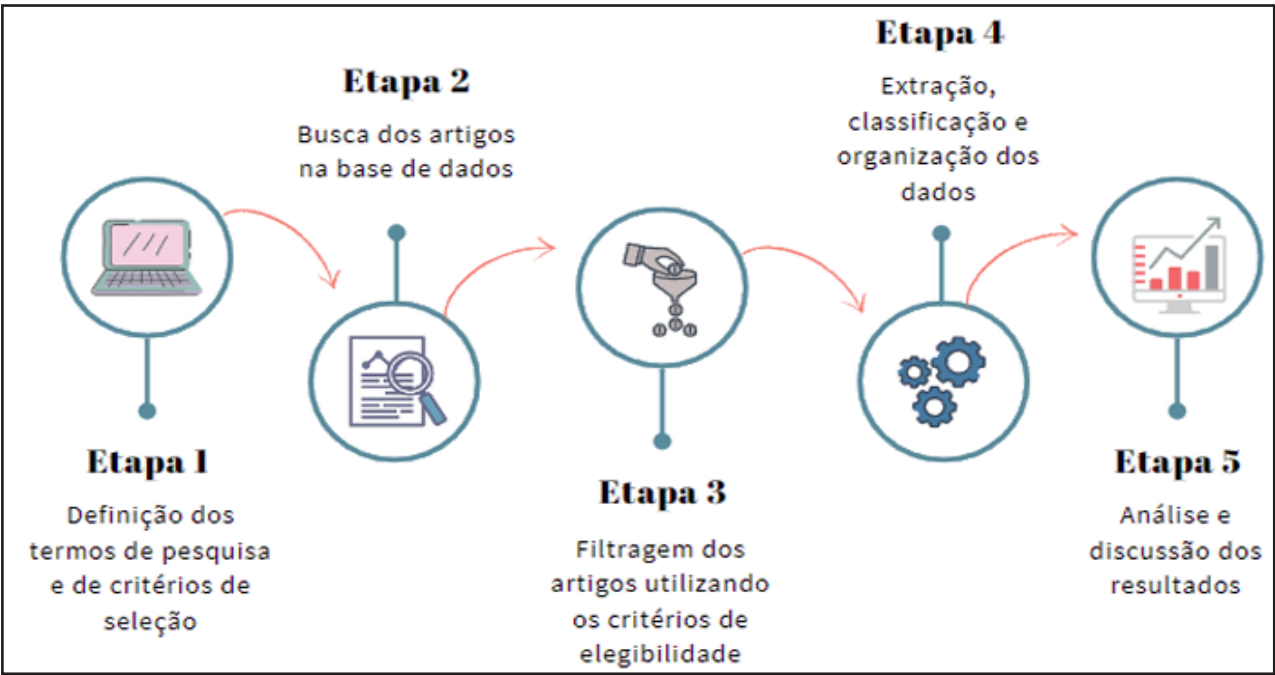 Etapa 1
Definição dos
termos de pesquisa
e de critérios de
seleção
Etapa 2
Busca dos artigos
na base de dados
Etapa 3
Filtragem dos
artigos utilizando
os critérios de
elegibilidade
Etapa 4
Extração,
classificação e
organização dos
dados
Etapa 5
Análise e
discussão dos
resultados